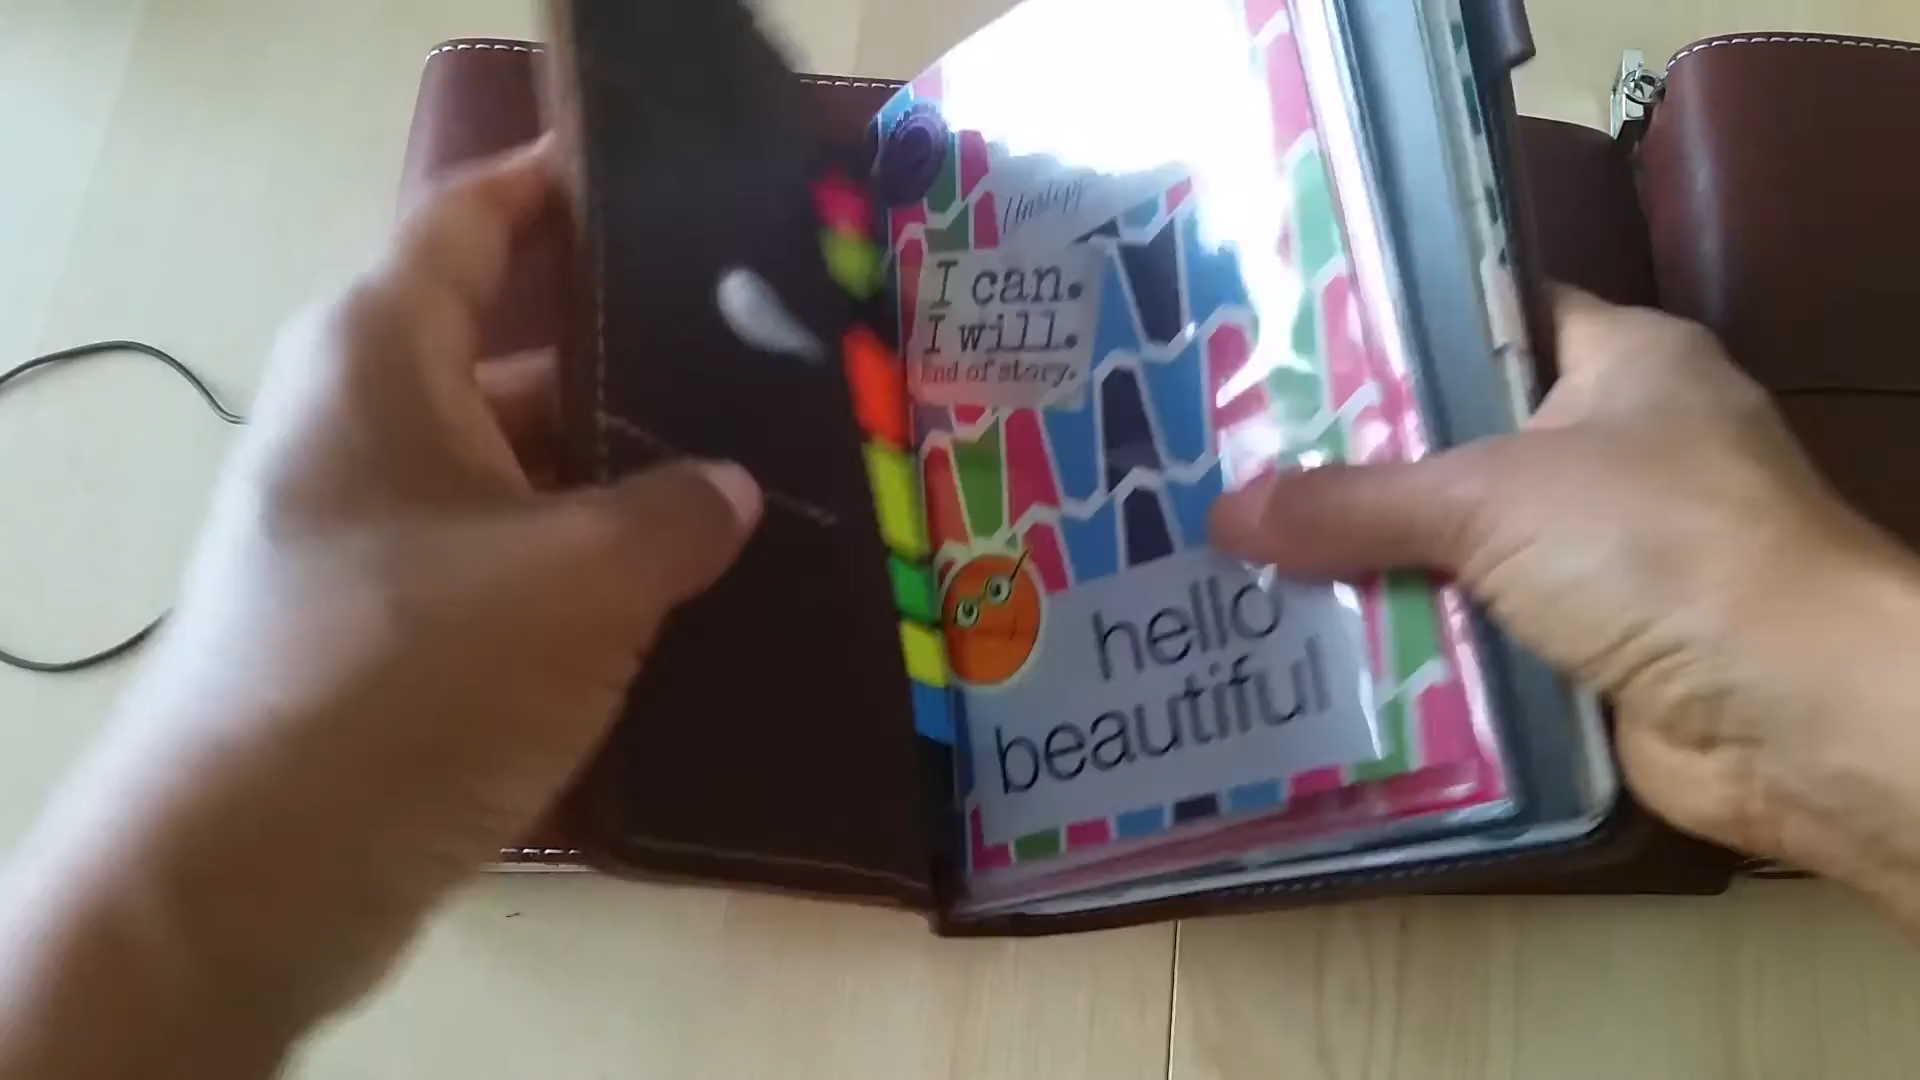 I can.
I will.
End of story.
hello
beautiful